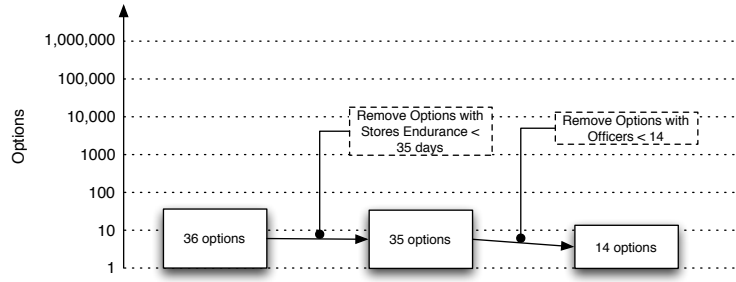 Options
1,000,000
100,000
10,000
1000
100
10
1
Remove Options with
Stores Endurance <
35 days
Remove Options with
Officers < 14
36 options
35 options
14 options